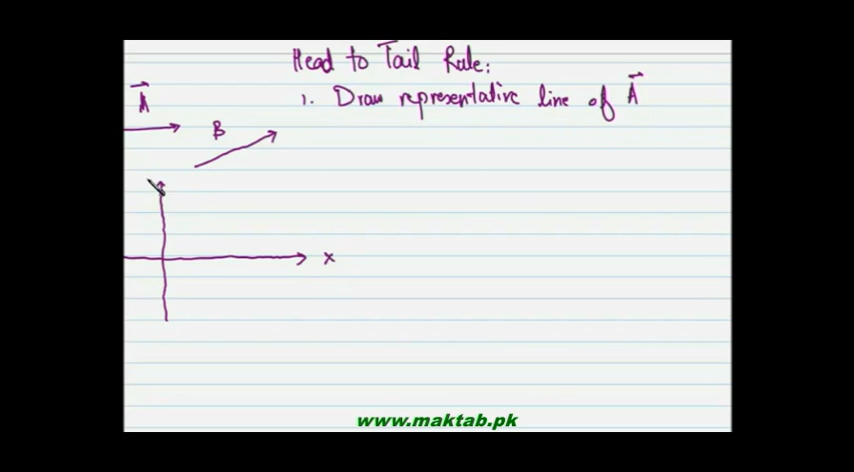 Head to Tail Rule:
1. Draw representative line of A
A
B
x
www.maktab.pk